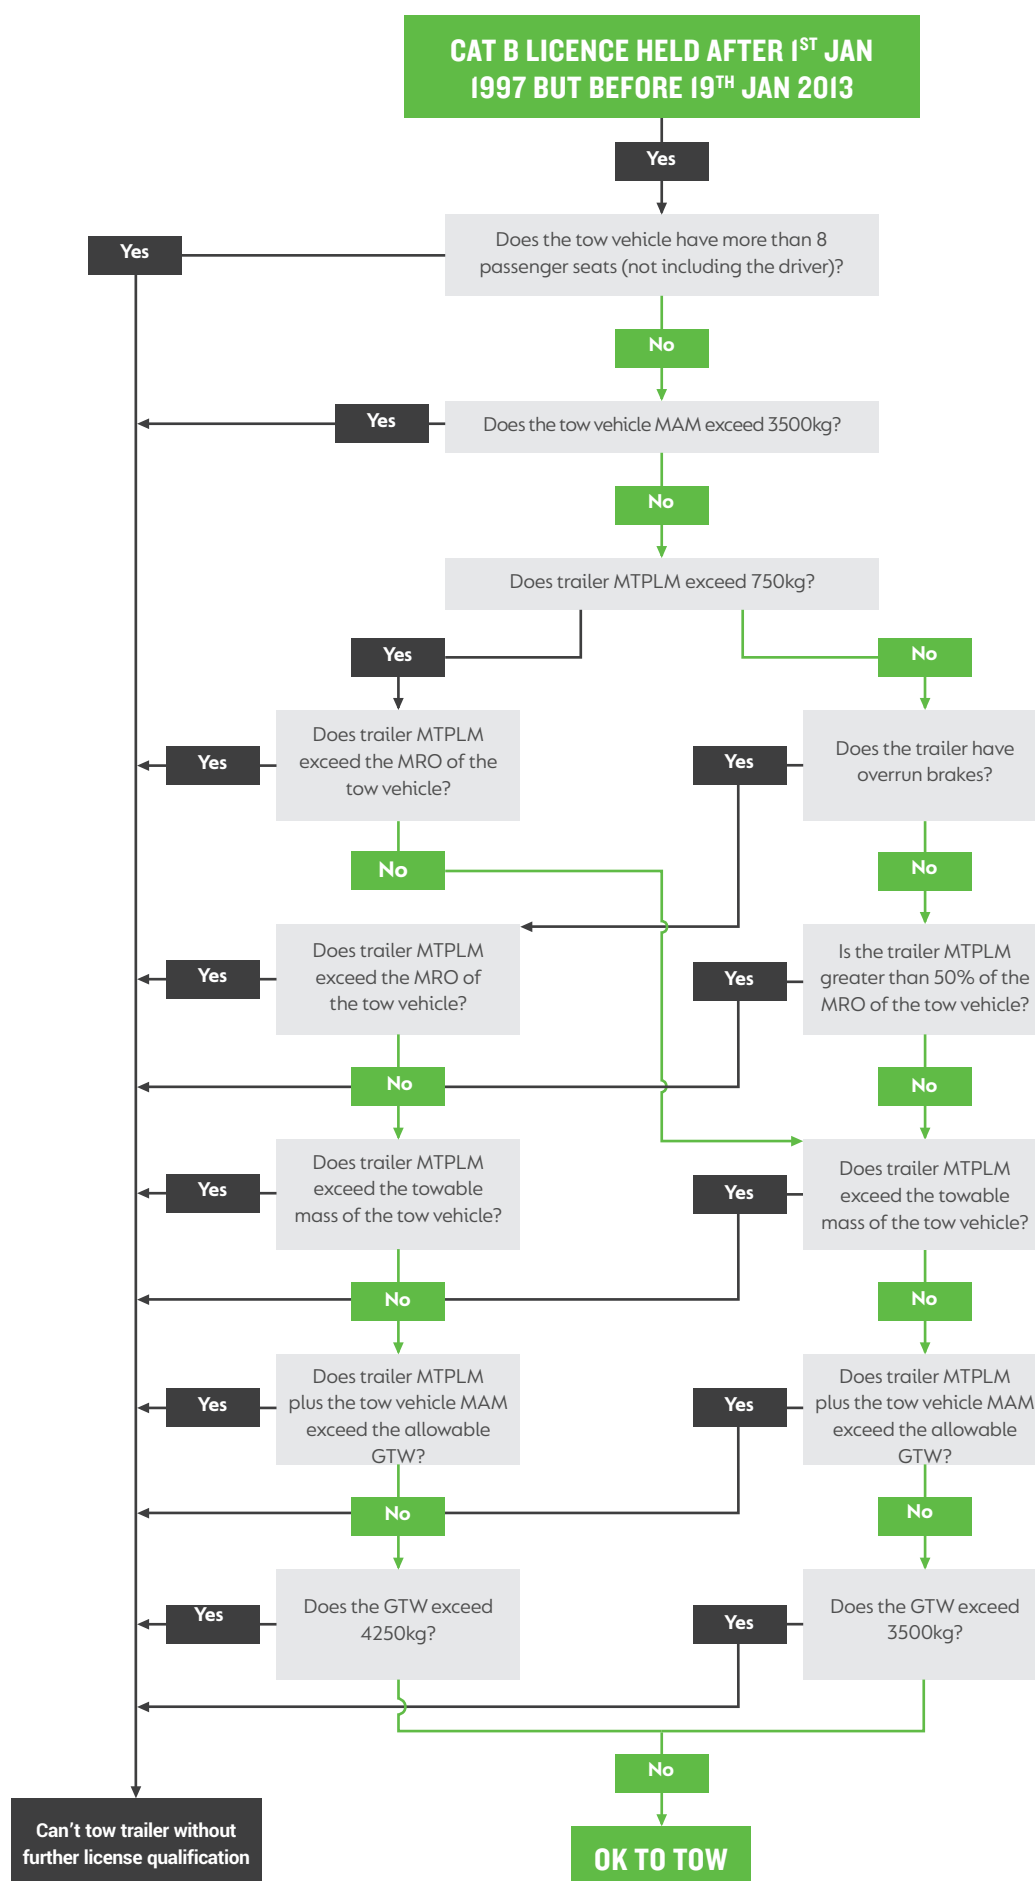 CAT B LICENCE HELD AFTER 1ST JAN
1997 BUT BEFORE 19TH JAN 2013
Yes
Yes
Does the tow vehicle have more than 8
passenger seats (not including the driver)?
No
Yes
Does the tow vehicle MAM exceed 3500kg?
No
Does trailer MTPLM exceed 750kg?
Yes
No
Yes
Does trailer MTPLM
exceed the MRO of the
tow vehicle?
Yes
Does the trailer have
overrun brakes?
No
No
Yes
Does trailer MTPLM
exceed the MRO of
the tow vehicle?
Yes
Is the trailer MTPLM
greater than 50% of the
MRO of the tow vehicle?
No
No
Yes
Does trailer MTPLM
exceed the towable
mass of the tow vehicle?
Yes
Does trailer MTPLM
exceed the towable
mass of the tow vehicle?
No
No
Yes
Does trailer MTPLM
plus the tow vehicle MAM
exceed the allowable
GTW?
Yes
Does trailer MTPLM
plus the tow vehicle MAM
exceed the allowable
GTW?
No
No
Yes
Does the GTW exceed
4250kg?
Yes
Does the GTW exceed
3500kg?
No
Can't tow trailer without
further license qualification
OK TO TOW